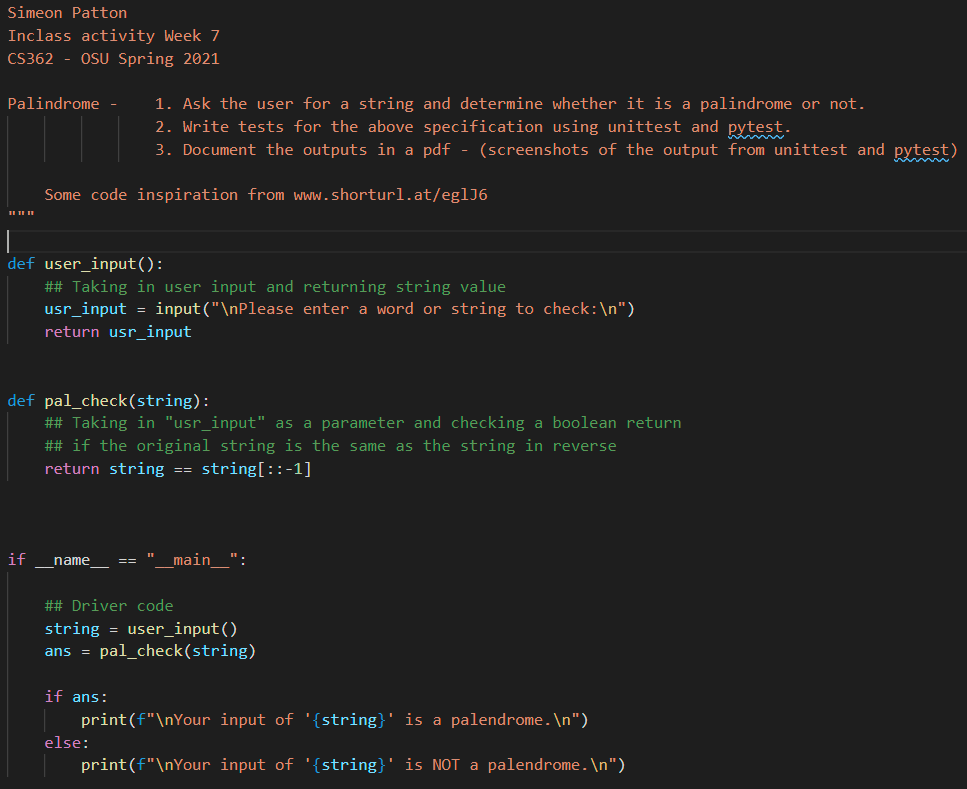 Simeon Patton
Inclass activity Week 7
CS362 - OSU Spring 2021
Palindrome -    1. Ask the user for a string and determine whether it is a palindrome or not.
                2. Write tests for the above specification using unittest and pytest.
                3. Document the outputs in a pdf - (screenshots of the output from unittest and pytest)
    Some code inspiration from www.shorturl.at/eglJ6
"""
def user_input():
    ## Taking in user input and returning string value
    usr_input = input("\nPlease enter a word or string to check:\n")
    return usr_input
def pal_check(string):
    ## Taking in "usr_input" as a parameter and checking a boolean return
    ## if the original string is the same as the string in reverse
    return string == string[::-1]
if __name__ == "__main__":
    ## Driver code
    string = user_input()
    ans = pal_check(string)
    if ans:
        print(f"\nYour input of '{string}' is a palendrome.\n")
    else:
        print(f"\nYour input of '{string}' is NOT a palendrome.\n")